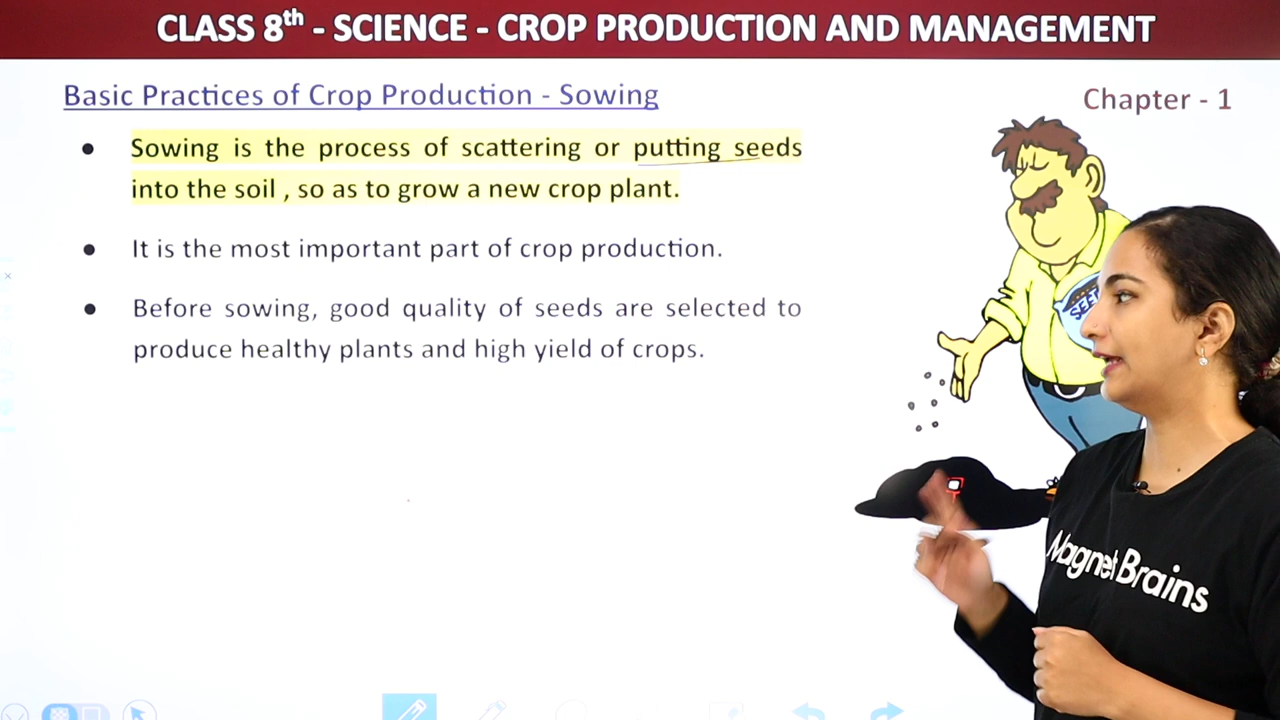 CLASS 8th - SCIENCE - CROP PRODUCTION AND MANAGEMENT
Basic Practices of Crop Production - Sowing
Chapter - 1
● Sowing is the process of scattering or putting seeds
into the soil , so as to grow a new crop plant.
● It is the most important part of crop production.
● Before sowing, good quality of seeds are selected to
produce healthy plants and high yield of crops.
Magnet Brains